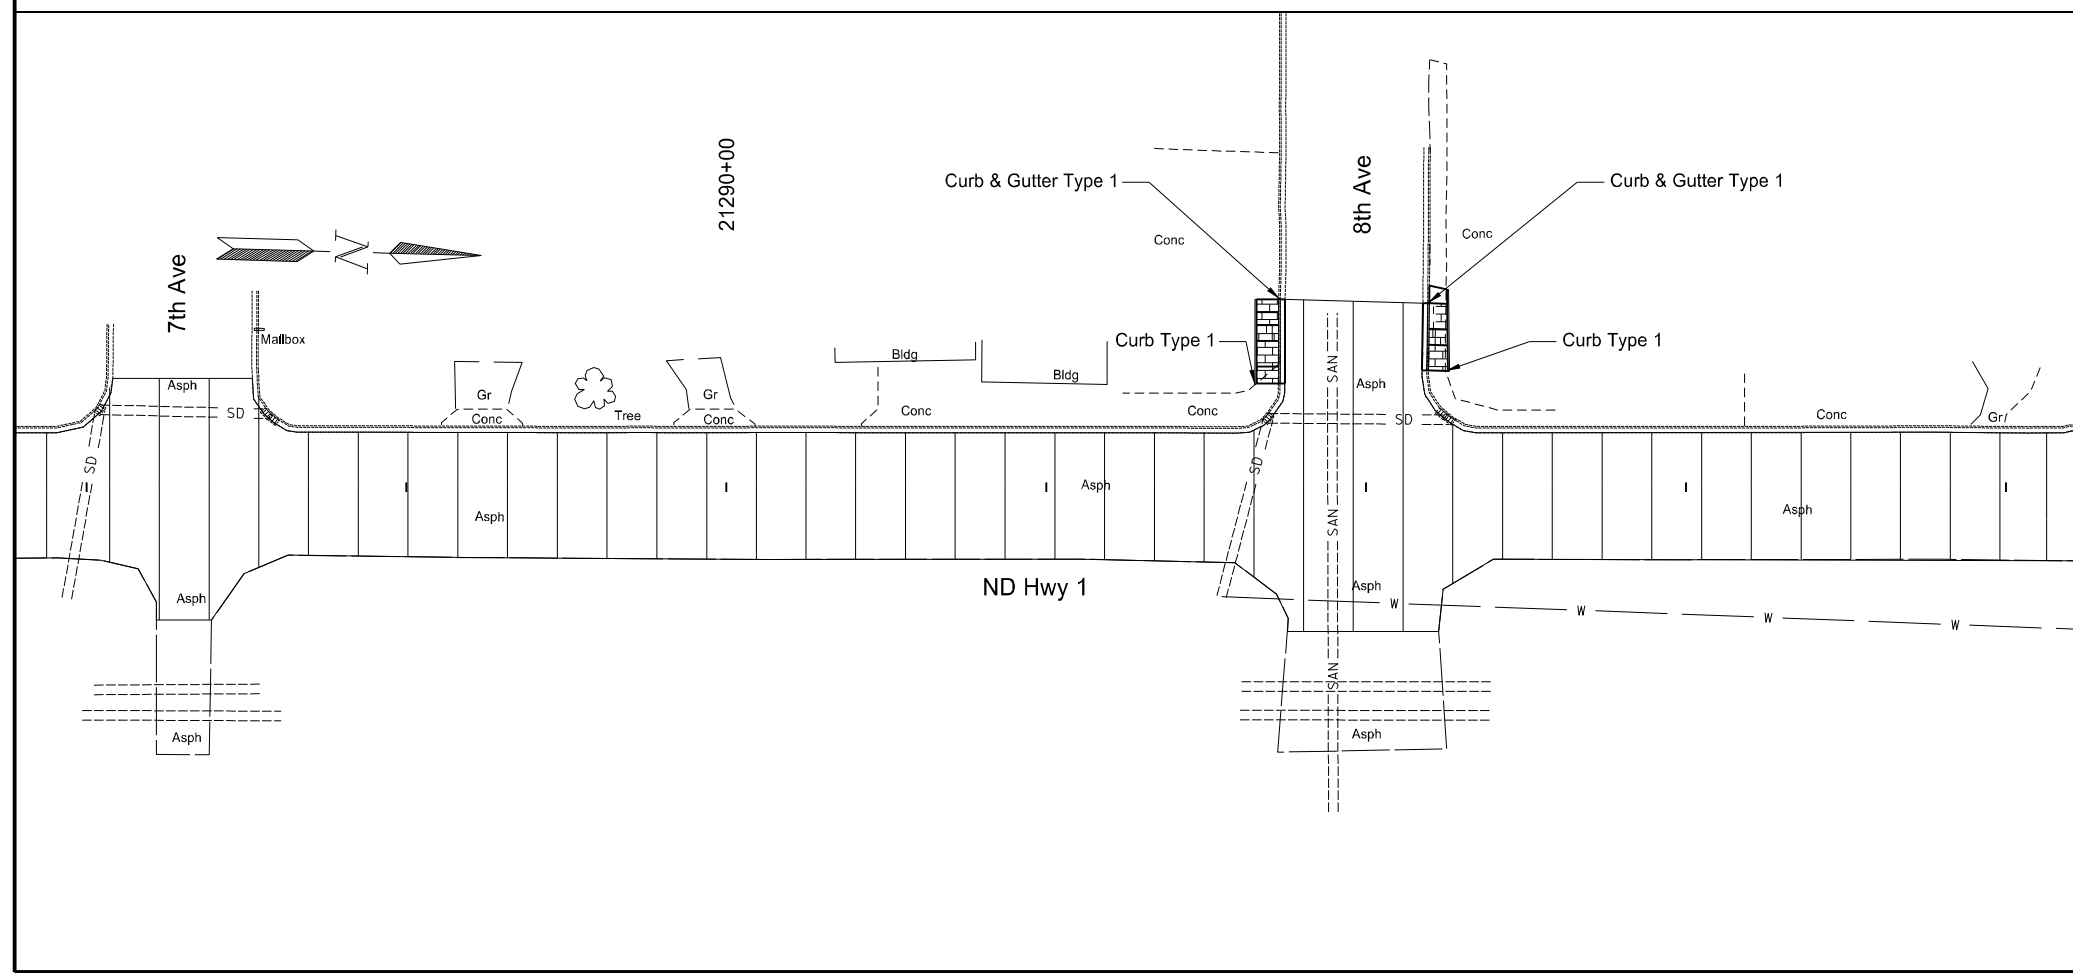 21290+00
8th Ave
Curb & Gutter Type 1
Curb & Gutter Type 1
Conc
Conc
7th Ave
N
Mailbox
Curb Type 1
Curb Type 1
SAN
Bldg
Bldg
Asph
Asph
Gr
Gr
SD
Tree
Conc
Conc
Conc
Conc
SD
Conc
Gr
SD
SD
Asph
Asph
Asph
SAN
Asph
Asph
ND Hwy 1
W
W
W
W
SAN
Asph
Asph